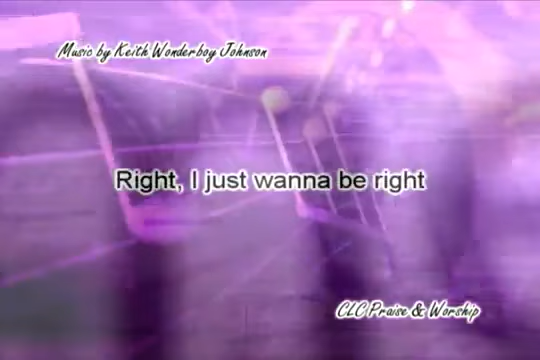 Music by Keith Wonderboy Johnson
Right, I just wanna be right
CLC Praise & Worship